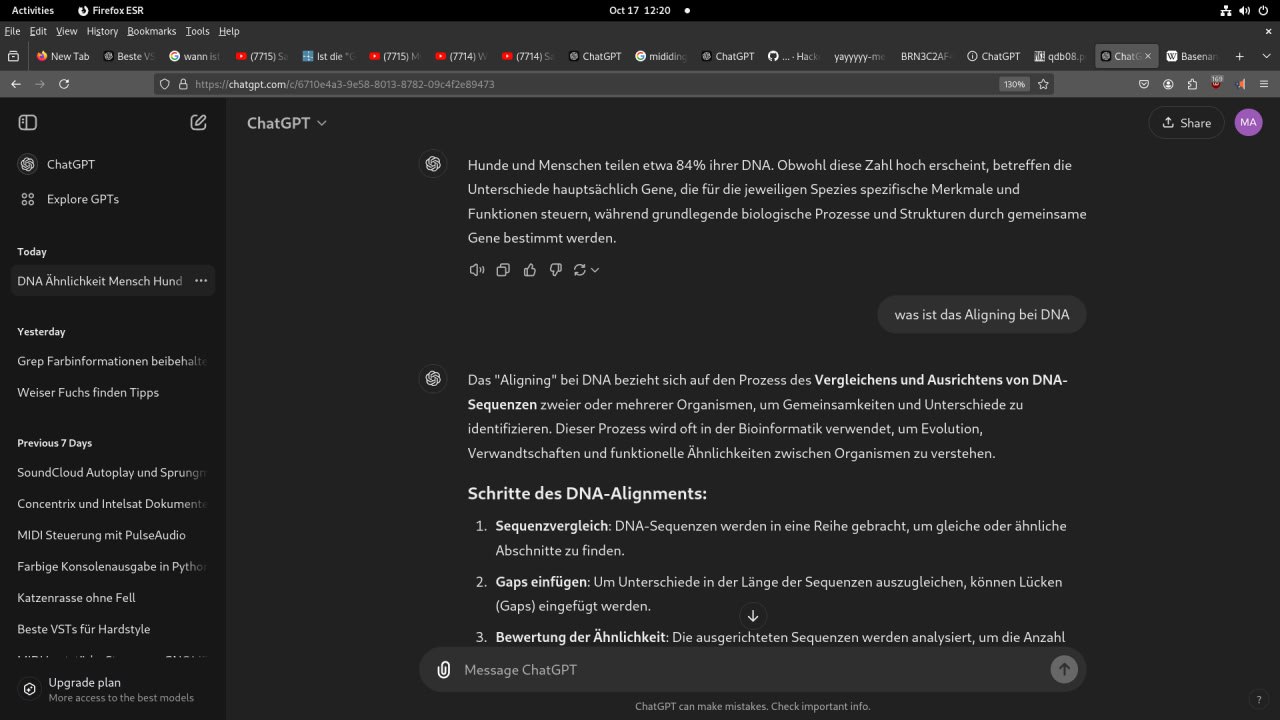 Activities Firefox ESR Oct 17 12:20
File Edit View History Bookmarks Tools Help
New Tab Beste VS wann ist (7715) Sa Ist die "G (7715) M (7714) W (7714) Sa ChatGPT mididing ChatGPT ... · Hack yayyyyy-me BRN3C2AF ChatGPT qdb08.p ChatG Basenan
https://chatgpt.com/c/6710e4a3-9e58-8013-8782-09c4f2e89473 130% 169
ChatGPT Share MA
ChatGPT
Explore GPTs
Today
DNA Ähnlichkeit Mensch Hund
Yesterday
Grep Farbinformationen beibehalte
Weiser Fuchs finden Tipps
Previous 7 Days
SoundCloud Autoplay und Sprungm
Concentrix und Intelsat Dokumente
MIDI Steuerung mit PulseAudio
Farbige Konsolenausgabe in Pytho
Katzenrasse ohne Fell
Beste VSTs für Hardstyle
Upgrade plan
More access to the best models
Hunde und Menschen teilen etwa 84% ihrer DNA. Obwohl diese Zahl hoch erscheint, betreffen die
Unterschiede hauptsächlich Gene, die für die jeweiligen Spezies spezifische Merkmale und
Funktionen steuern, während grundlegende biologische Prozesse und Strukturen durch gemeinsame
Gene bestimmt werden.
was ist das Aligning bei DNA
Das "Aligning" bei DNA bezieht sich auf den Prozess des Vergleichens und Ausrichtens von DNA-
Sequenzen zweier oder mehrerer Organismen, um Gemeinsamkeiten und Unterschiede zu
identifizieren. Dieser Prozess wird oft in der Bioinformatik verwendet, um Evolution,
Verwandtschaften und funktionelle Ähnlichkeiten zwischen Organismen zu verstehen.
Schritte des DNA-Alignments:
1. Sequenzvergleich: DNA-Sequenzen werden in eine Reihe gebracht, um gleiche oder ähnliche
Abschnitte zu finden.
2. Gaps einfügen: Um Unterschiede in der Länge der Sequenzen auszugleichen, können Lücken
(Gaps) eingefügt werden.
3. Bewertung der Ähnlichkeit: Die ausgerichteten Sequenzen werden analysiert, um die Anzahl
Message ChatGPT
ChatGPT can make mistakes. Check important info.
?